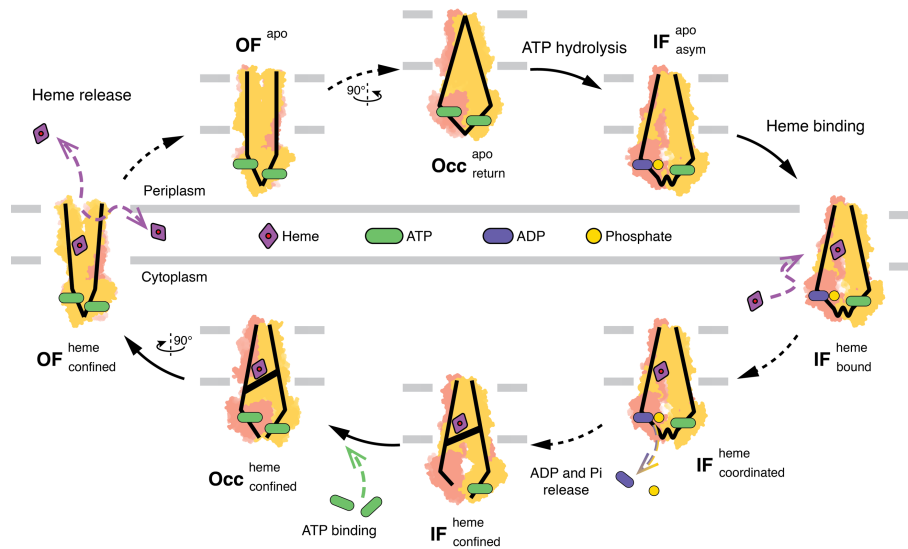 OF apo
Occ apo return
ATP hydrolysis
IF apo asym
90°
Heme release
Heme binding
Periplasm
Heme
ATP
ADP
Phosphate
Cytoplasm
OF heme confined
90°
Occ heme confined
ATP binding
IF heme confined
ADP and Pi
release
IF heme coordinated
IF heme bound